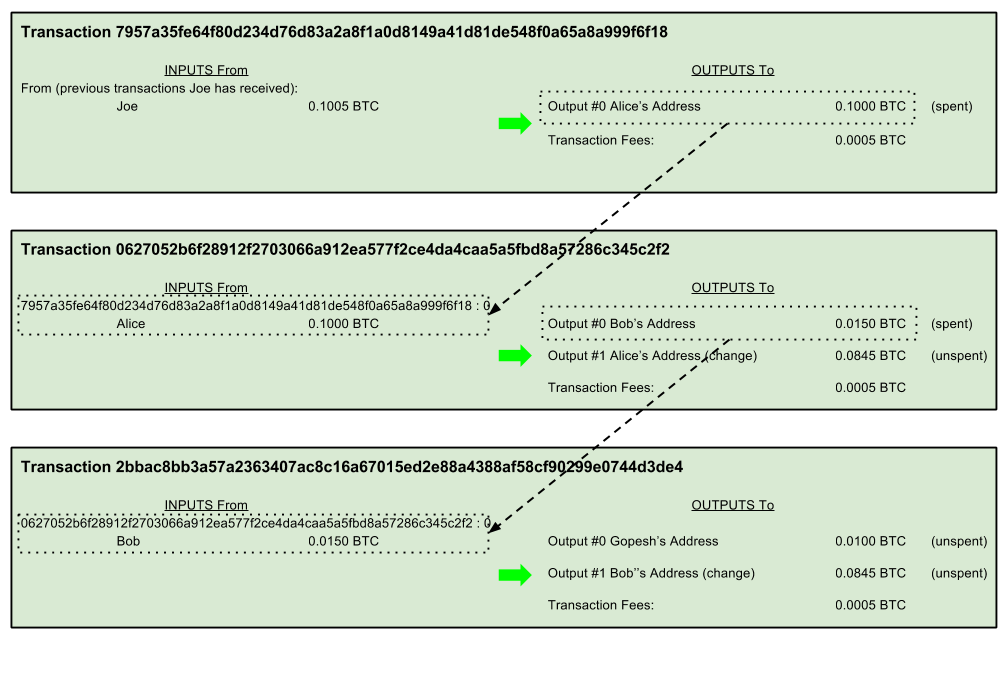 Transaction 7957a35fe64f80d234d76d83a2a8f1a0d8149a41d81de548f0a65a8a999f6f18
INPUTS From OUTPUTS To
From (previous transactions Joe has received):
Joe 0.1005 BTC Output #0 Alice's Address 0.1000 BTC (spent)
Transaction Fees: 0.0005 BTC
Transaction 0627052b6f28912f2703066a912ea577f2ce4da4caa5a5fbd8a57286c345c2f2
INPUTS From OUTPUTS To
7957a35fe64f80d234d76d83a2a8f1a0d8149a41d81de548f0a65a8a999f6f18 : 0
Alice 0.1000 BTC Output #0 Bob's Address 0.0150 BTC (spent)
Output #1 Alice's Address (change) 0.0845 BTC (unspent)
Transaction Fees: 0.0005 BTC
Transaction 2bbac8bb3a57a2363407ac8c16a67015ed2e88a4388af58cf90299e0744d3de4
INPUTS From OUTPUTS To
0627052b6f28912f2703066a912ea577f2ce4da4caa5a5fbd8a57286c345c2f2 : 0
Bob 0.0150 BTC Output #0 Gopesh's Address 0.0100 BTC (unspent)
Output #1 Bob"s Address (change) 0.0845 BTC (unspent)
Transaction Fees: 0.0005 BTC